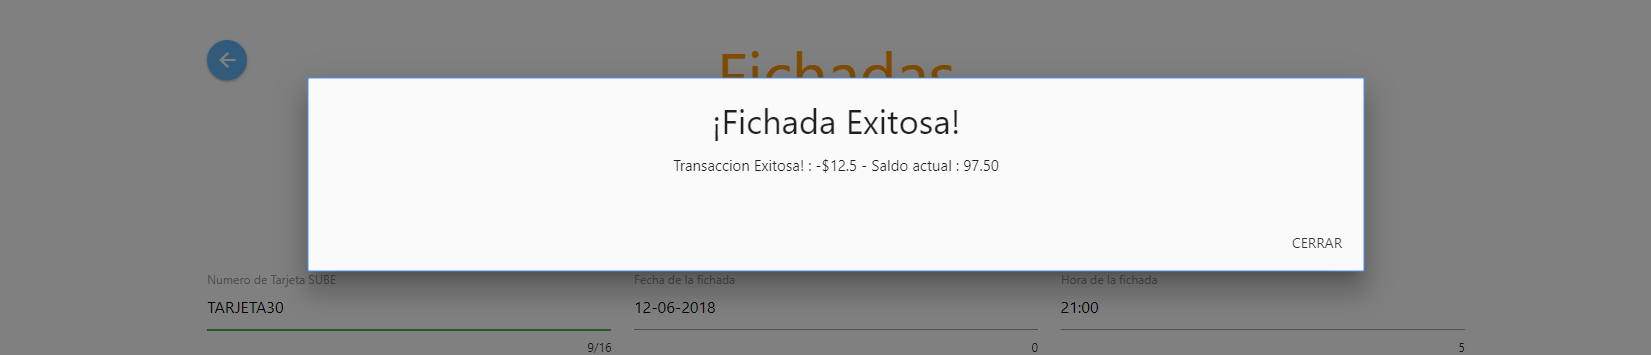 Fichadas
¡Fichada Exitosa!
Transaccion Exitosa! : -$12.5 - Saldo actual : 97.50
CERRAR
Numero de Tarjeta SUBE
Fecha de la fichada
Hora de la fichada
TARJETA30
12-06-2018
21:00
9/16
0
5